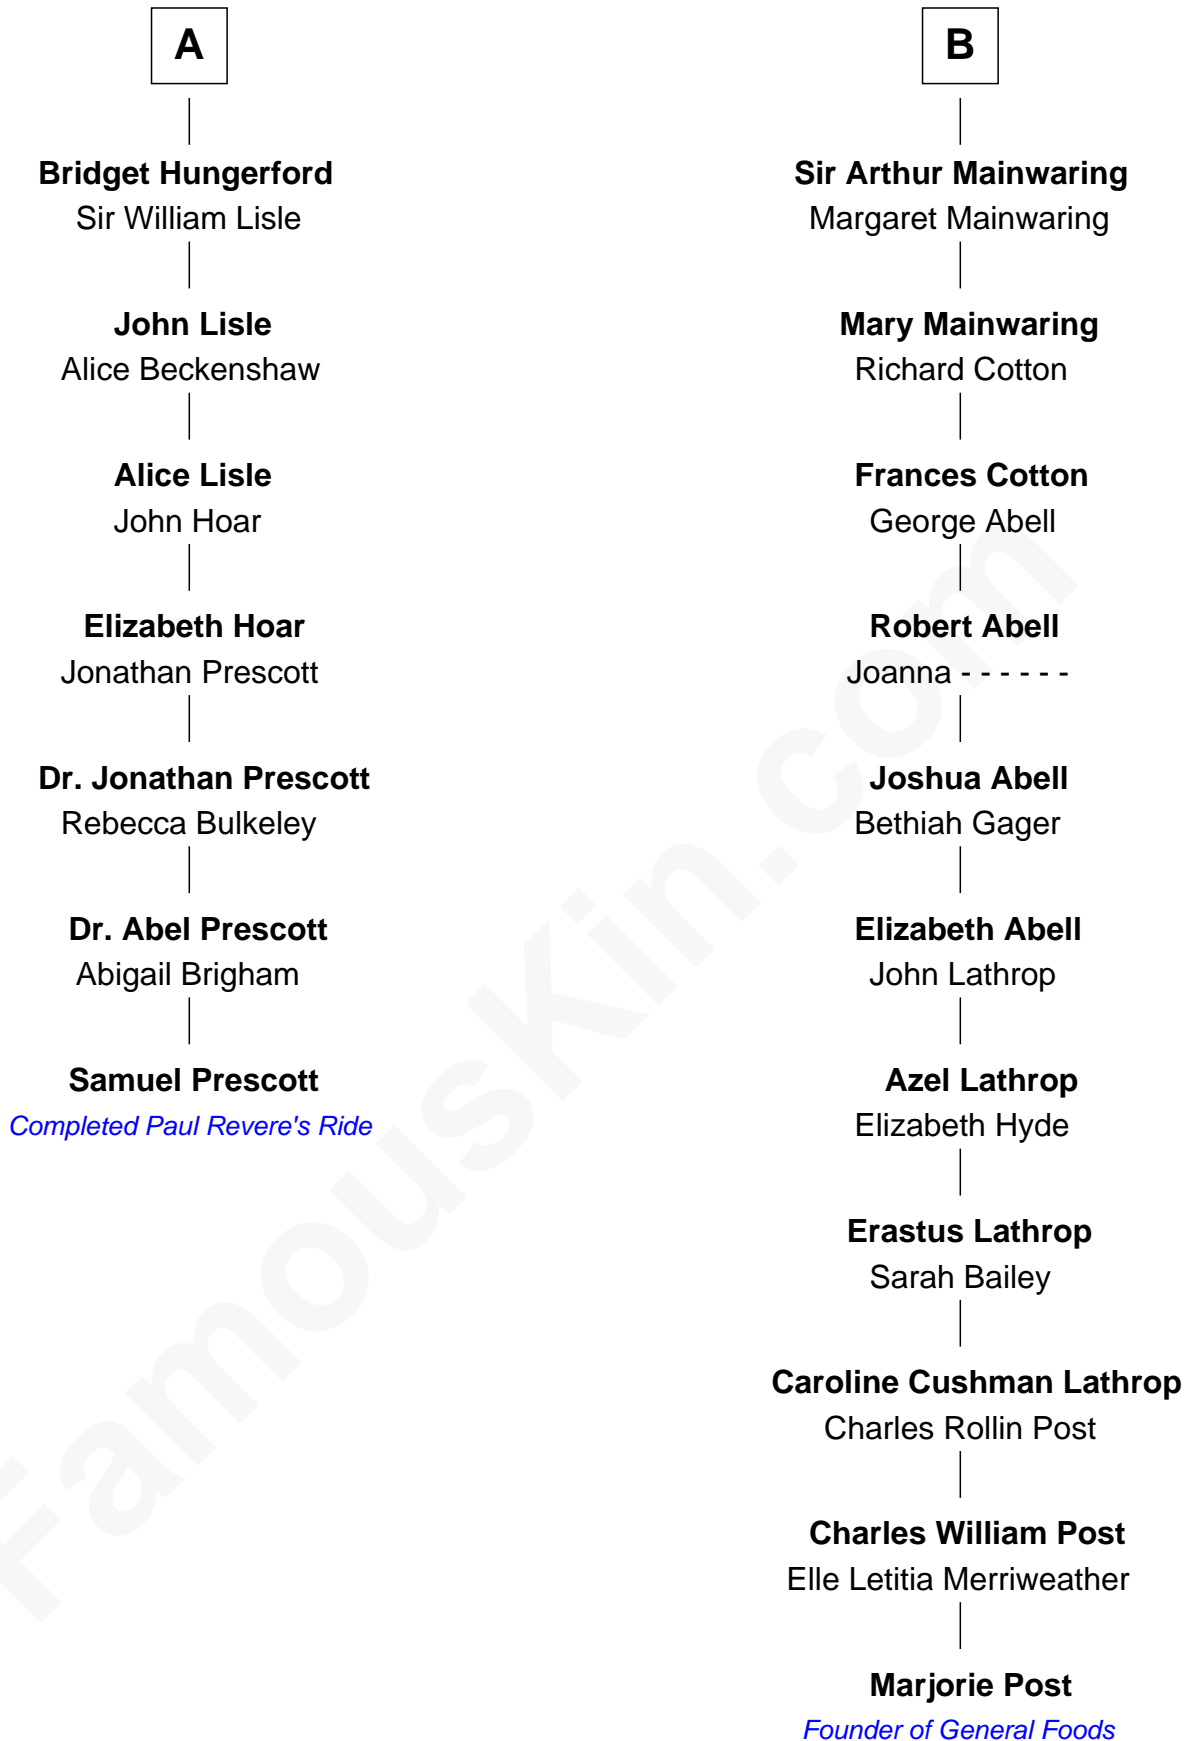 A
Bridget Hungerford
Sir William Lisle
John Lisle
Alice Beckenshaw
Alice Lisle
John Hoar
Elizabeth Hoar
Jonathan Prescott
Dr. Jonathan Prescott
Rebecca Bulkeley
Dr. Abel Prescott
Abigail Brigham
Samuel Prescott
Completed Paul Revere's Ride
B
Sir Arthur Mainwaring
Margaret Mainwaring
Mary Mainwaring
Richard Cotton
Frances Cotton
George Abell
Robert Abell
Joanna - - - - - -
Joshua Abell
Bethiah Gager
Elizabeth Abell
John Lathrop
Azel Lathrop
Elizabeth Hyde
Erastus Lathrop
Sarah Bailey
Caroline Cushman Lathrop
Charles Rollin Post
Charles William Post
Elle Letitia Merriweather
Marjorie Post
Founder of General Foods
FamousKin.com